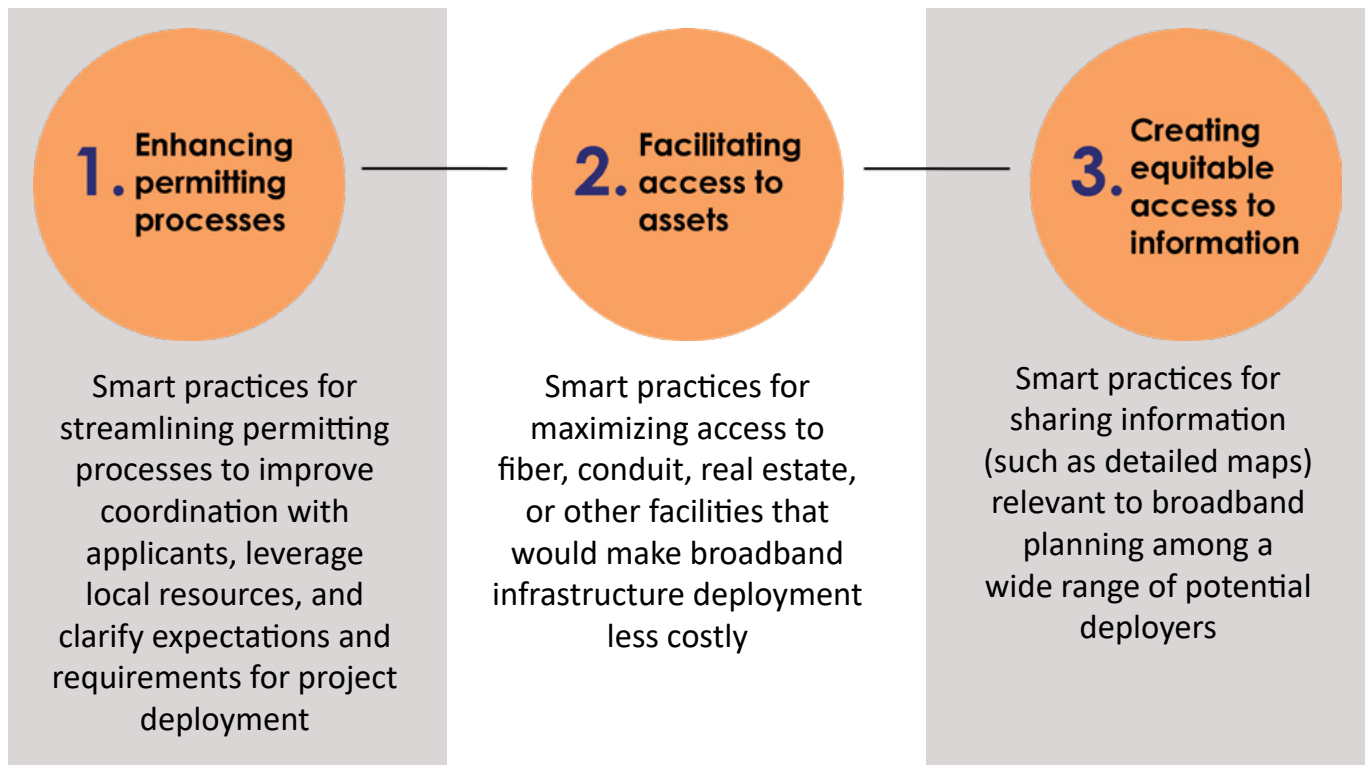 1. Enhancing
permitting
processes
Smart practices for
streamlining permitting
processes to improve
coordination with
applicants, leverage
local resources, and
clarify expectations and
requirements for project
deployment
2. Facilitating
access to
assets
Smart practices for
maximizing access to
fiber, conduit, real estate,
or other facilities that
would make broadband
infrastructure deployment
less costly
3. Creating
equitable
access to
information
Smart practices for
sharing information
(such as detailed maps)
relevant to broadband
planning among a
wide range of potential
deployers